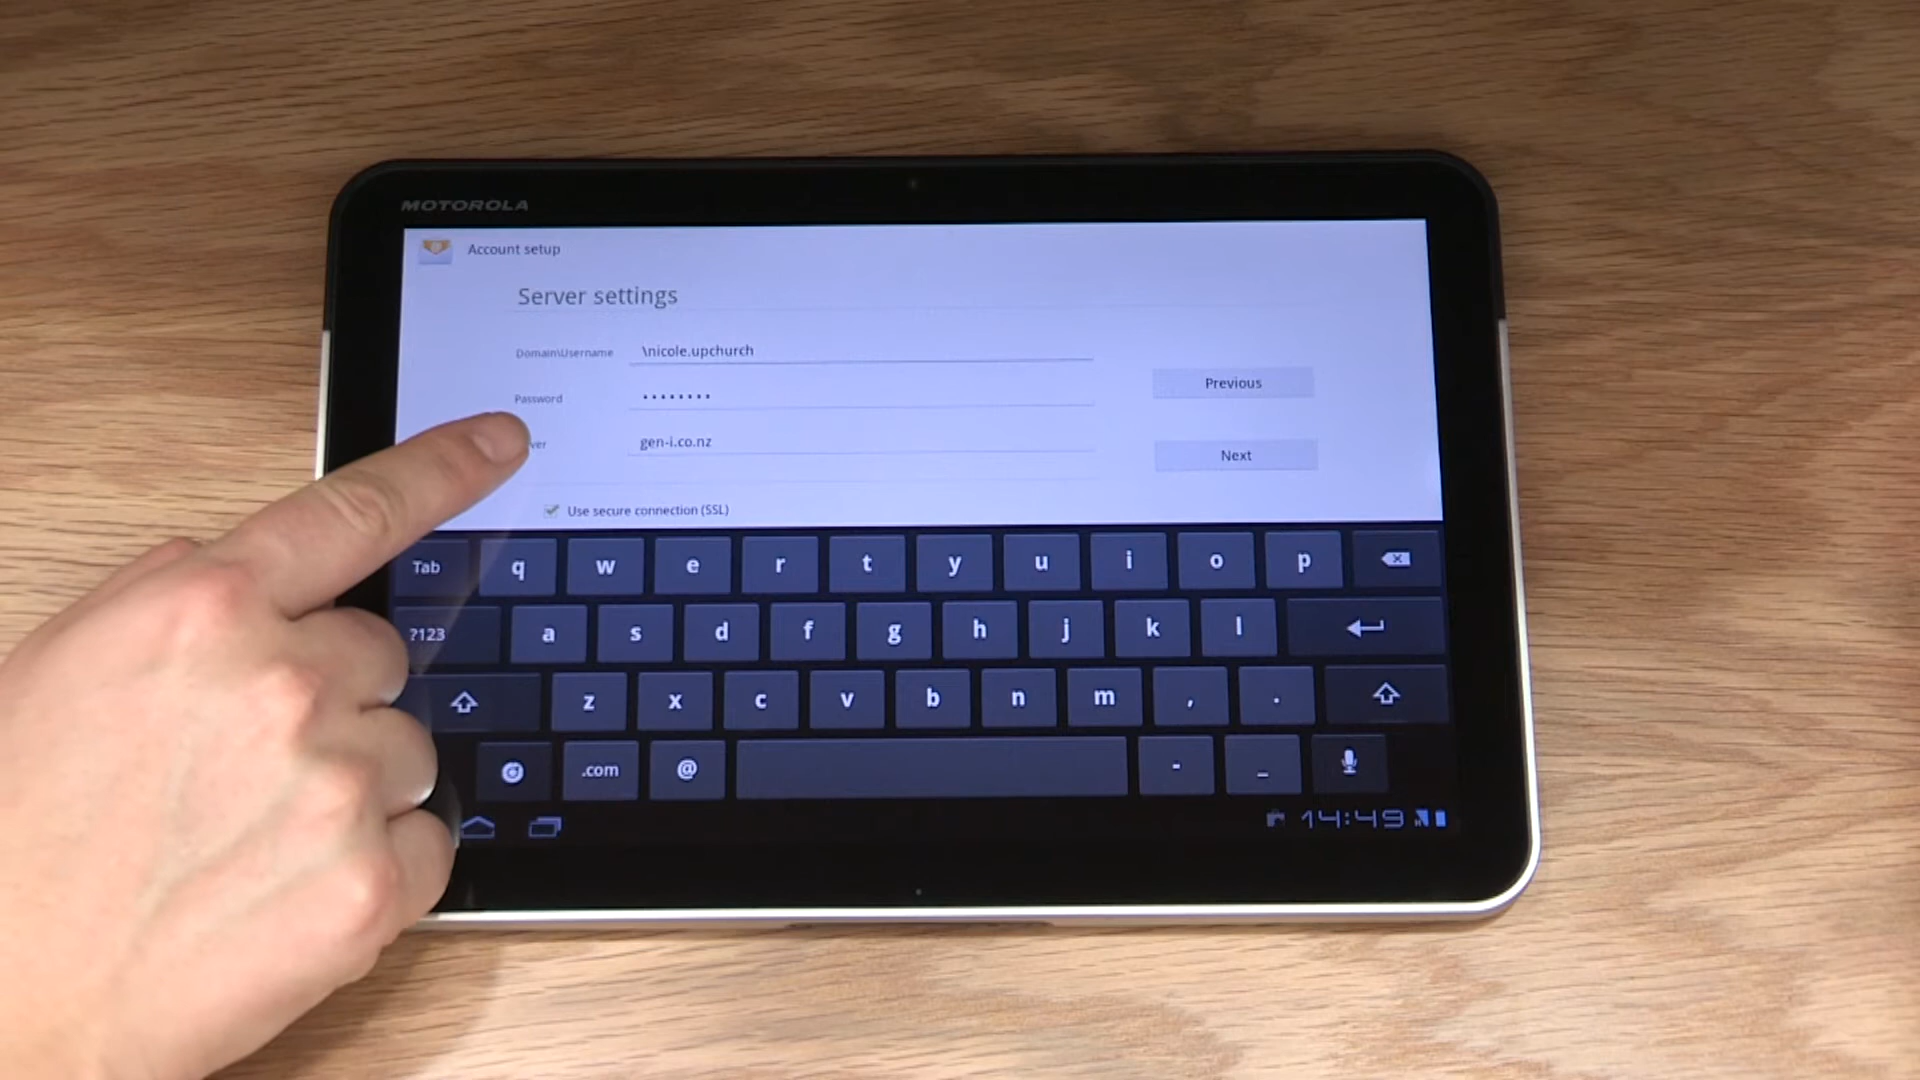 MOTOROLA
Account setup
Server settings
Domain\Username \nicole.upchurch
Password ••••••••
Previous
ver gen-i.co.nz
Next
Use secure connection (SSL)
Tab q w e r t y u i o p
?123 a s d f g h j k l
z x c v b n m , .
.com @ - _
14:49